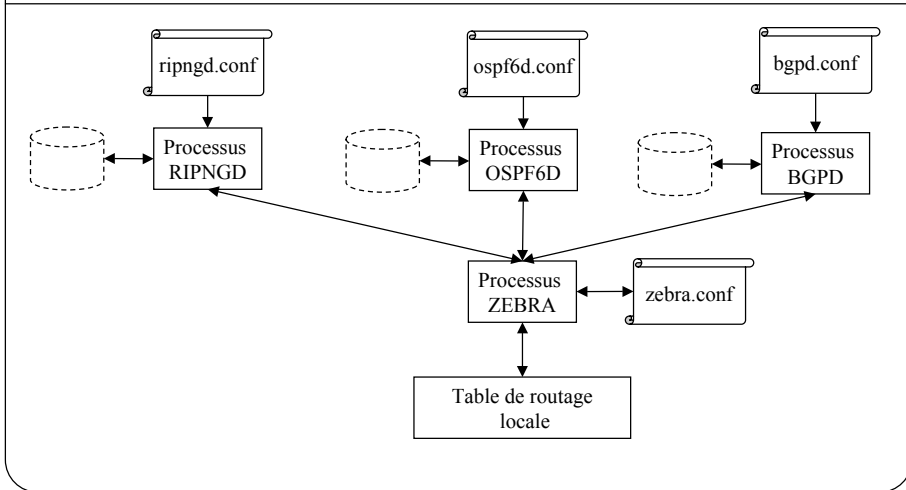 ripngd.conf
ospf6d.conf
bgpd.conf
Processus
RIPNGD
Processus
OSPF6D
Processus
BGPD
Processus
ZEBRA
zebra.conf
Table de routage
locale